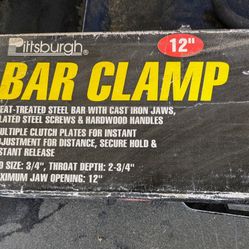 Pittsburgh®
12"
BAR CLAMP
EAT-TREATED STEEL BAR WITH CAST IRON JAWS,
LATED STEEL SCREWS & HARDWOOD HANDLES
ULTIPLE CLUTCH PLATES FOR INSTANT
DJUSTMENT FOR DISTANCE, SECURE HOLD &
STANT RELEASE
D SIZE: 3/4", THROAT DEPTH: 2-3/4"
XIMUM JAW OPENING: 12"